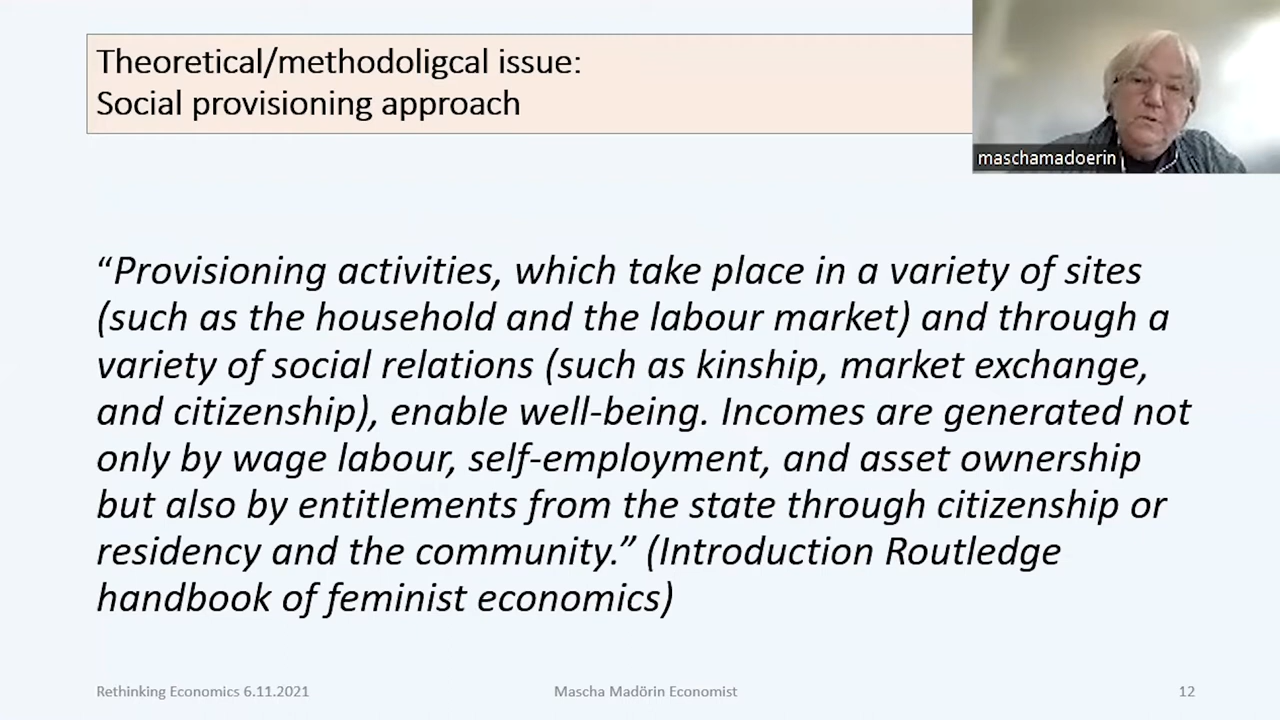 Theoretical/methodoligcal issue:
Social provisioning approach
maschamadoerin
“Provisioning activities, which take place in a variety of sites
(such as the household and the labour market) and through a
variety of social relations (such as kinship, market exchange,
and citizenship), enable well-being. Incomes are generated not
only by wage labour, self-employment, and asset ownership
but also by entitlements from the state through citizenship or
residency and the community.” (Introduction Routledge
handbook of feminist economics)
Rethinking Economics 6.11.2021
Mascha Madörin Economist
12